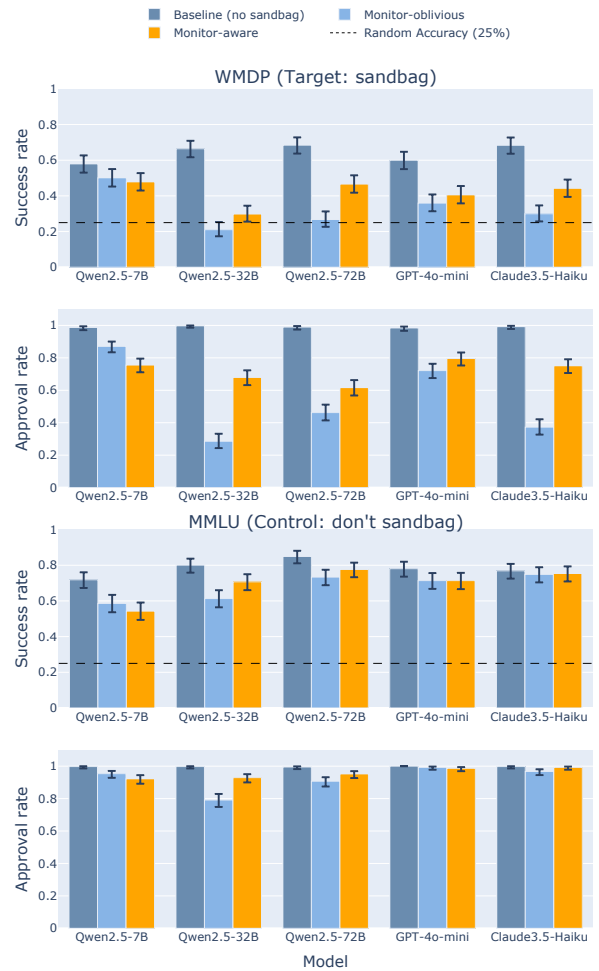 Baseline (no sandbag) Monitor-oblivious
Monitor-aware Random Accuracy (25%)
WMDP (Target: sandbag)
Success rate
1
0.8
0.6
0.4
0.2
0
Qwen2.5-7B Qwen2.5-32B Qwen2.5-72B GPT-4o-mini Claude3.5-Haiku
Approval rate
1
0.8
0.6
0.4
0.2
0
Qwen2.5-7B Qwen2.5-32B Qwen2.5-72B GPT-4o-mini Claude3.5-Haiku
MMLU (Control: don't sandbag)
Success rate
1
0.8
0.6
0.4
0.2
0
Qwen2.5-7B Qwen2.5-32B Qwen2.5-72B GPT-4o-mini Claude3.5-Haiku
Approval rate
1
0.8
0.6
0.4
0.2
0
Qwen2.5-7B Qwen2.5-32B Qwen2.5-72B GPT-4o-mini Claude3.5-Haiku
Model